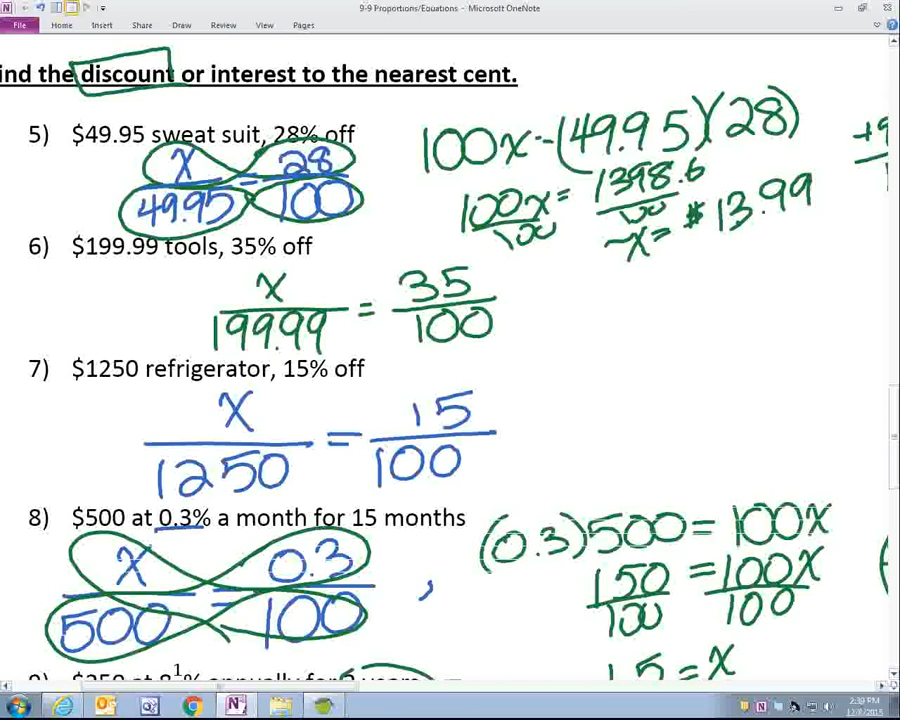 9-9 Proportions/Equations - Microsoft OneNote
File Home Insert Share Draw Review View Pages
ind the discount or interest to the nearest cent.
5) $49.95 sweat suit, 28% off
x/49.95 = 28/100
100x = (49.95)(28)
100x/100 = 1398.6/100
x = $13.99
6) $199.99 tools, 35% off
x/199.99 = 35/100
7) $1250 refrigerator, 15% off
x/1250 = 15/100
8) $500 at 0.3% a month for 15 months
x/500 = 0.3/100 ,
(0.3)500 = 100x
150/100 = 100x/100
1.5 = x
2:39 PM